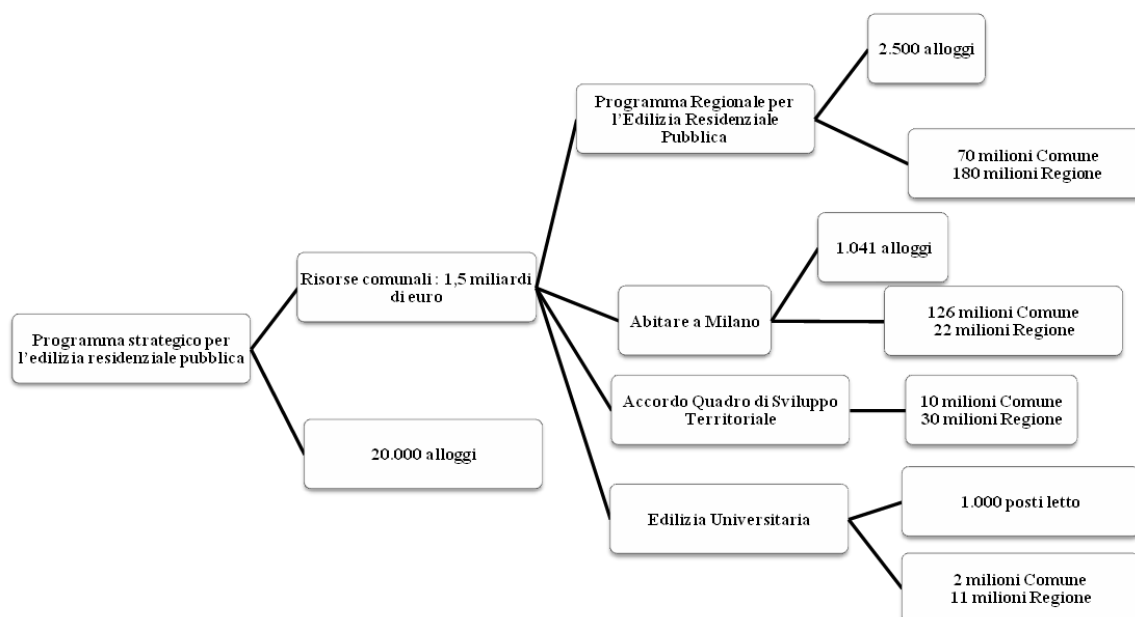 Programma strategico per
l'edilizia residenziale pubblica
Risorse comunali : 1,5 miliardi
di euro
20.000 alloggi
Programma Regionale per
l'Edilizia Residenziale
Pubblica
2.500 alloggi
70 milioni Comune
180 milioni Regione
Abitare a Milano
1.041 alloggi
126 milioni Comune
22 milioni Regione
Accordo Quadro di Sviluppo
Territoriale
10 milioni Comune
30 milioni Regione
Edilizia Universitaria
1.000 posti letto
2 milioni Comune
11 milioni Regione